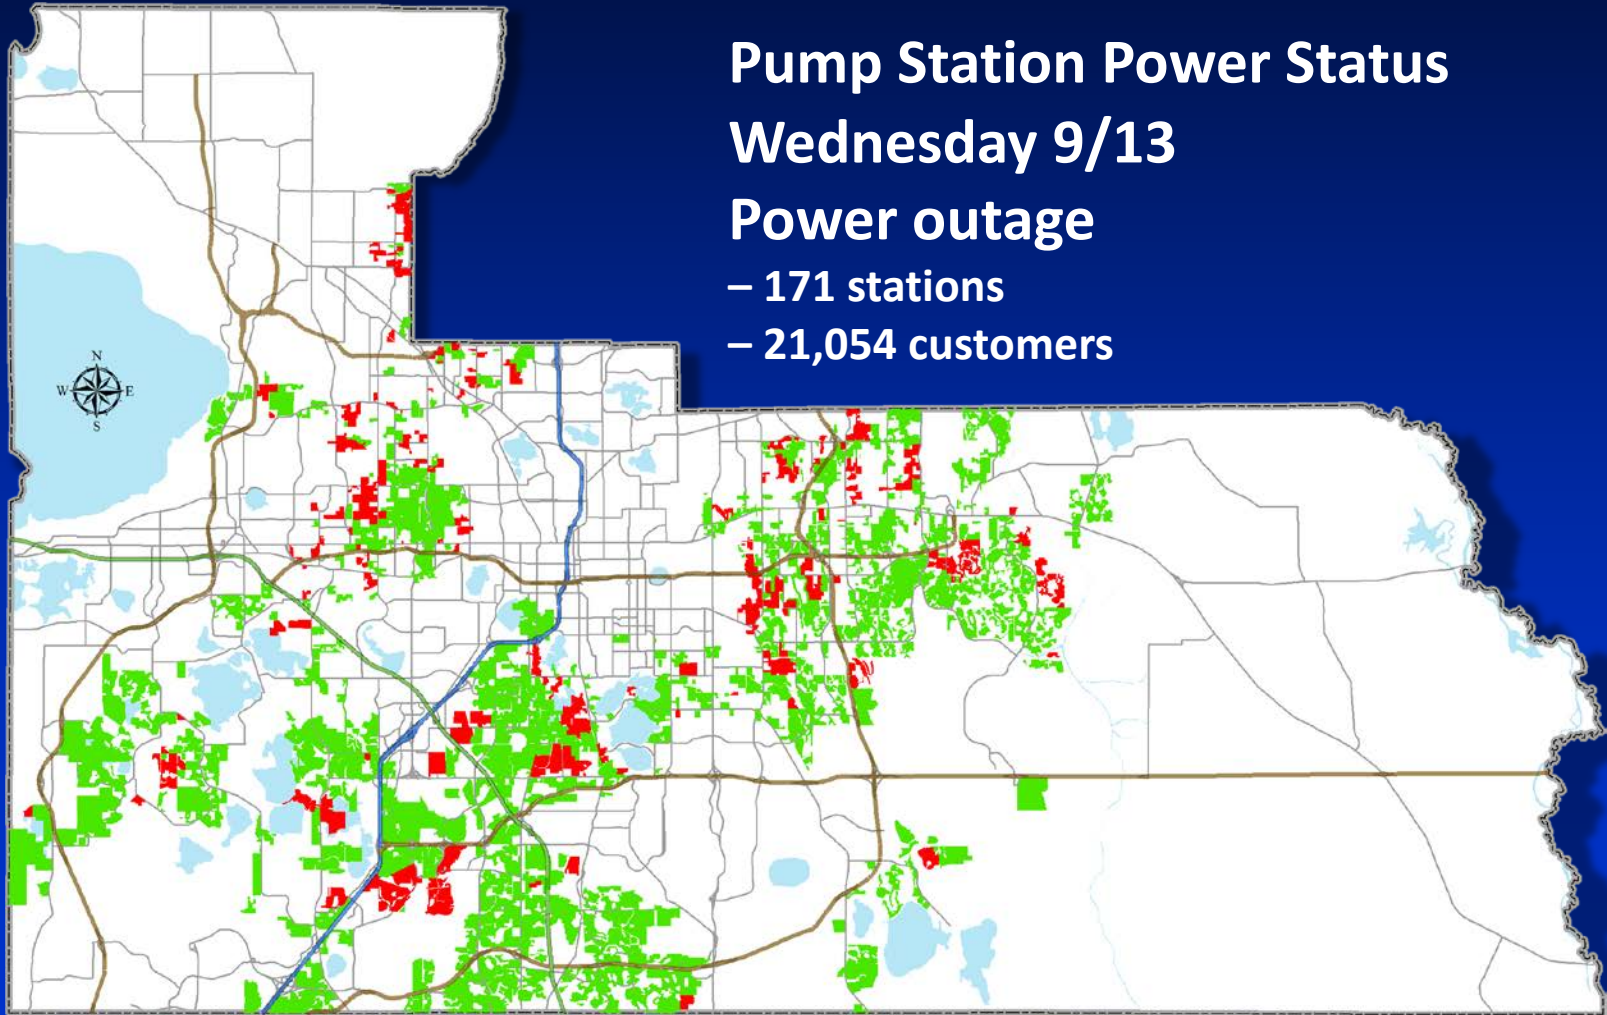 Pump Station Power Status
Wednesday 9/13
Power outage
– 171 stations
– 21,054 customers
N
W E
S